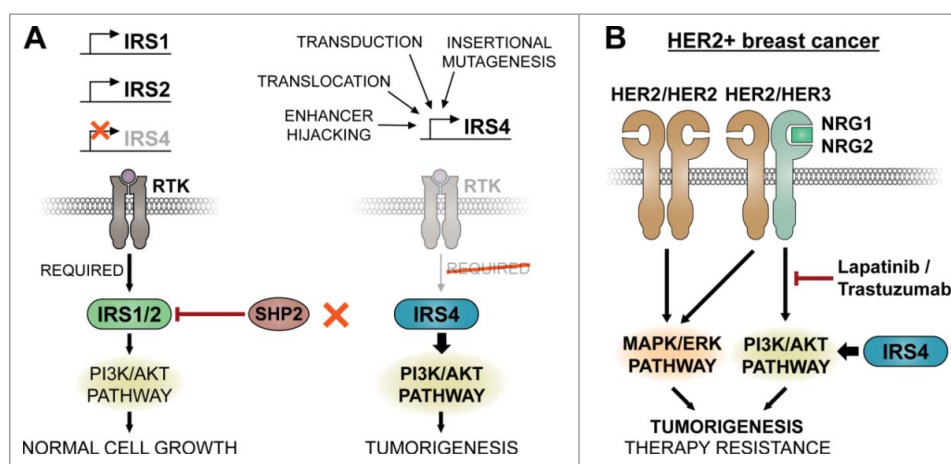 A
IRS1
IRS2
IRS4
RTK
REQUIRED
IRS1/2
SHP2
PI3K/AKT
PATHWAY
NORMAL CELL GROWTH
TRANSDUCTION
INSERTIONAL
MUTAGENESIS
TRANSLOCATION
ENHANCER
HIJACKING
IRS4
RTK
REQUIRED
IRS4
PI3K/AKT
PATHWAY
TUMORIGENESIS
B
HER2+ breast cancer
HER2/HER2
HER2/HER3
NRG1
NRG2
Lapatinib /
Trastuzumab
MAPK/ERK
PATHWAY
PI3K/AKT
PATHWAY
IRS4
TUMORIGENESIS
THERAPY RESISTANCE